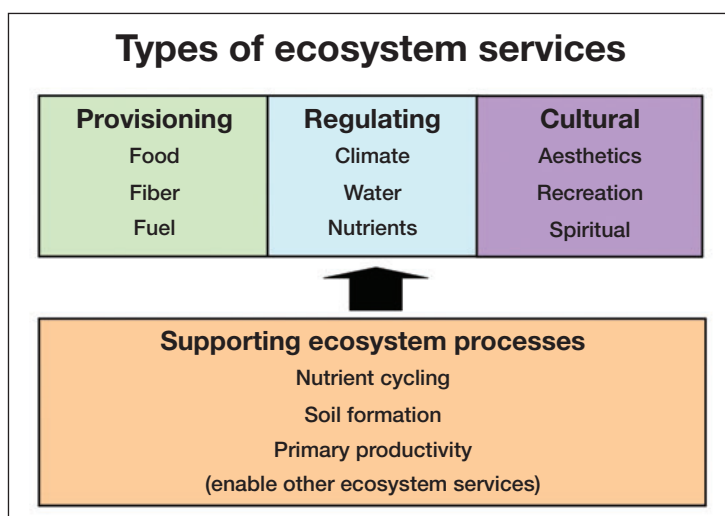 Types of ecosystem services
Provisioning
Food
Fiber
Fuel
Regulating
Climate
Water
Nutrients
Cultural
Aesthetics
Recreation
Spiritual
Supporting ecosystem processes
Nutrient cycling
Soil formation
Primary productivity
(enable other ecosystem services)